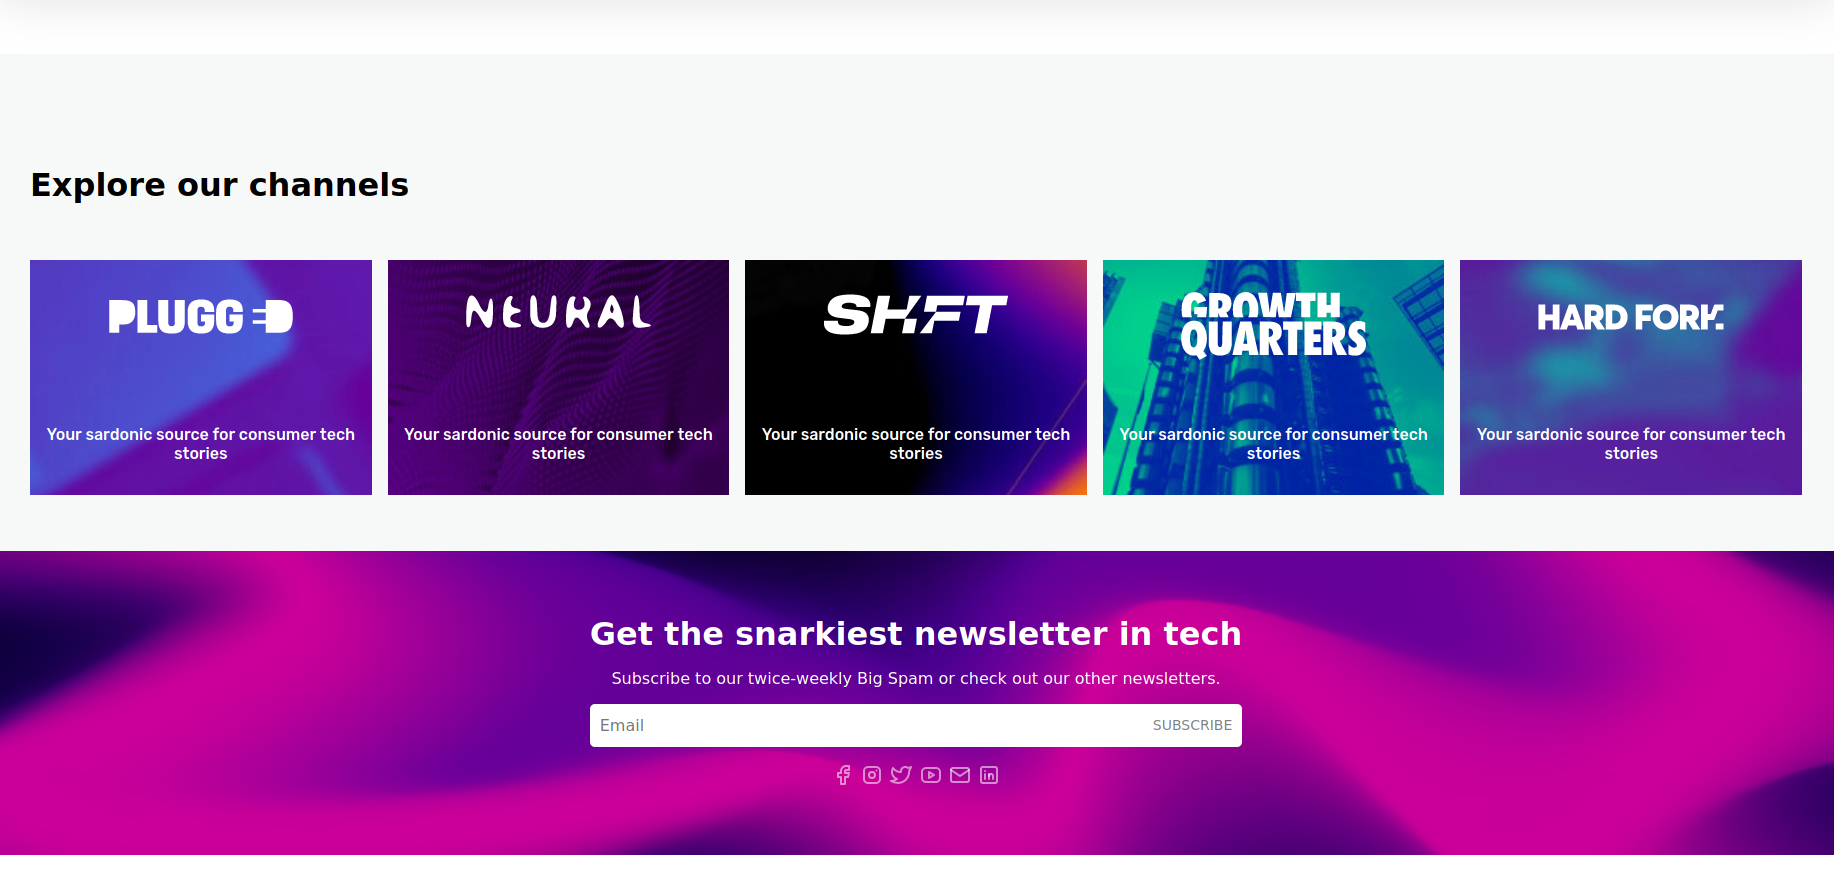 Explore our channels
PLUGGED
Your sardonic source for consumer tech
stories
NEURAL
Your sardonic source for consumer tech
stories
SHIFT
Your sardonic source for consumer tech
stories
GROWTH
QUARTERS
Your sardonic source for consumer tech
stories
HARD FORK.
Your sardonic source for consumer tech
stories
Get the snarkiest newsletter in tech
Subscribe to our twice-weekly Big Spam or check out our other newsletters.
Email
SUBSCRIBE